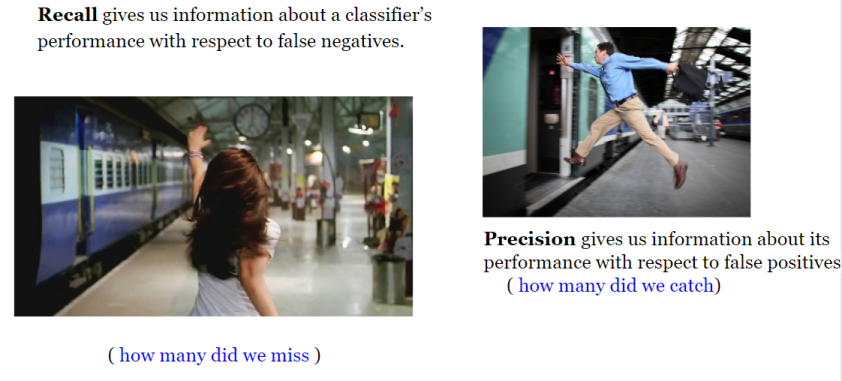 Recall gives us information about a classifier’s
performance with respect to false negatives.
( how many did we miss )
Precision gives us information about its
performance with respect to false positives
( how many did we catch)